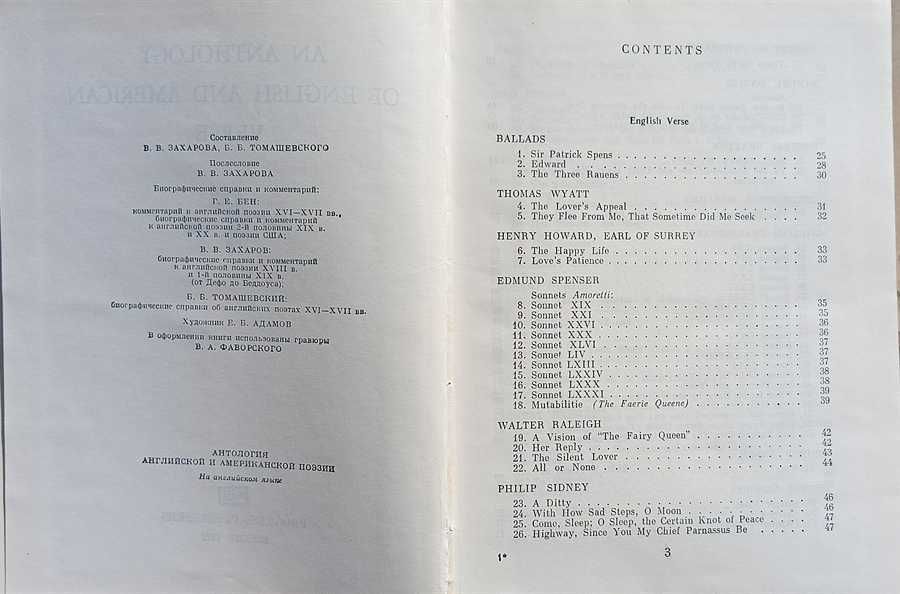 Составление
В. В. ЗАХАРОВА, Б. Б. ТОМАШЕВСКОГО
Послесловие
В. В. ЗАХАРОВА
Биографические справки и комментарий:
Г. Е. БЕН:
комментарий к английской поэзии XVI—XVII вв.,
биографические справки и комментарий
к английской поэзии 2-й половины XIX в.
и XX в. и поэзии США;
В. В. ЗАХАРОВ:
биографические справки и комментарий
к английской поэзии XVIII в.
и 1-й половины XIX в.
(от Дефо до Беддоуса);
Б. Б. ТОМАШЕВСКИЙ:
биографические справки об английских поэтах XVI—XVII вв.
Художник Е. Б. АДАМОВ
В оформлении книги использованы гравюры
В. А. ФАВОРСКОГО
АНТОЛОГИЯ
АНГЛИЙСКОЙ И АМЕРИКАНСКОЙ ПОЭЗИИ
На английском языке
CONTENTS
English Verse
BALLADS
1. Sir Patrick Spens . . . . . . . . . . . . . . . . . . . 25
2. Edward . . . . . . . . . . . . . . . . . . . . . . . 28
3. The Three Rauens . . . . . . . . . . . . . . . . . . 30
THOMAS WYATT
4. The Lover's Appeal . . . . . . . . . . . . . . . . . 31
5. They Flee From Me, That Sometime Did Me Seek . . . . 32
HENRY HOWARD, EARL OF SURREY
6. The Happy Life . . . . . . . . . . . . . . . . . . . 33
7. Love's Patience . . . . . . . . . . . . . . . . . . . 33
EDMUND SPENSER
Sonnets Amoretti:
8. Sonnet XIX . . . . . . . . . . . . . . . . . . . . 35
9. Sonnet XXI . . . . . . . . . . . . . . . . . . . . 35
10. Sonnet XXVI . . . . . . . . . . . . . . . . . . . 36
11. Sonnet XXX . . . . . . . . . . . . . . . . . . . 36
12. Sonnet XLVI . . . . . . . . . . . . . . . . . . . 37
13. Sonnet LIV . . . . . . . . . . . . . . . . . . . . 37
14. Sonnet LXIII . . . . . . . . . . . . . . . . . . . 37
15. Sonnet LXXIV . . . . . . . . . . . . . . . . . . 38
16. Sonnet LXXX . . . . . . . . . . . . . . . . . . . 38
17. Sonnet LXXXI . . . . . . . . . . . . . . . . . . 39
18. Mutabilitie (The Faerie Queene) . . . . . . . . . . . 39
WALTER RALEIGH
19. A Vision of "The Fairy Queen" . . . . . . . . . . . 42
20. Her Reply . . . . . . . . . . . . . . . . . . . . . 42
21. The Silent Lover . . . . . . . . . . . . . . . . . . 43
22. All or None . . . . . . . . . . . . . . . . . . . . 44
PHILIP SIDNEY
23. A Ditty . . . . . . . . . . . . . . . . . . . . . . 46
24. With How Sad Steps, O Moon . . . . . . . . . . . . 46
25. Come, Sleep; O Sleep, the Certain Knot of Peace . . . . 47
26. Highway, Since You My Chief Parnassus Be . . . . . 47
1*
3